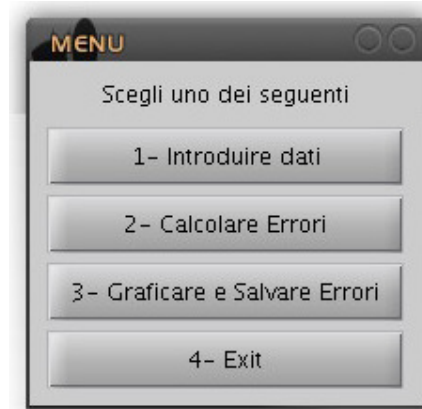 MENU
Scegli uno dei seguenti
1- Introduire dati
2- Calcolare Errori
3- Graficare e Salvare Errori
4- Exit